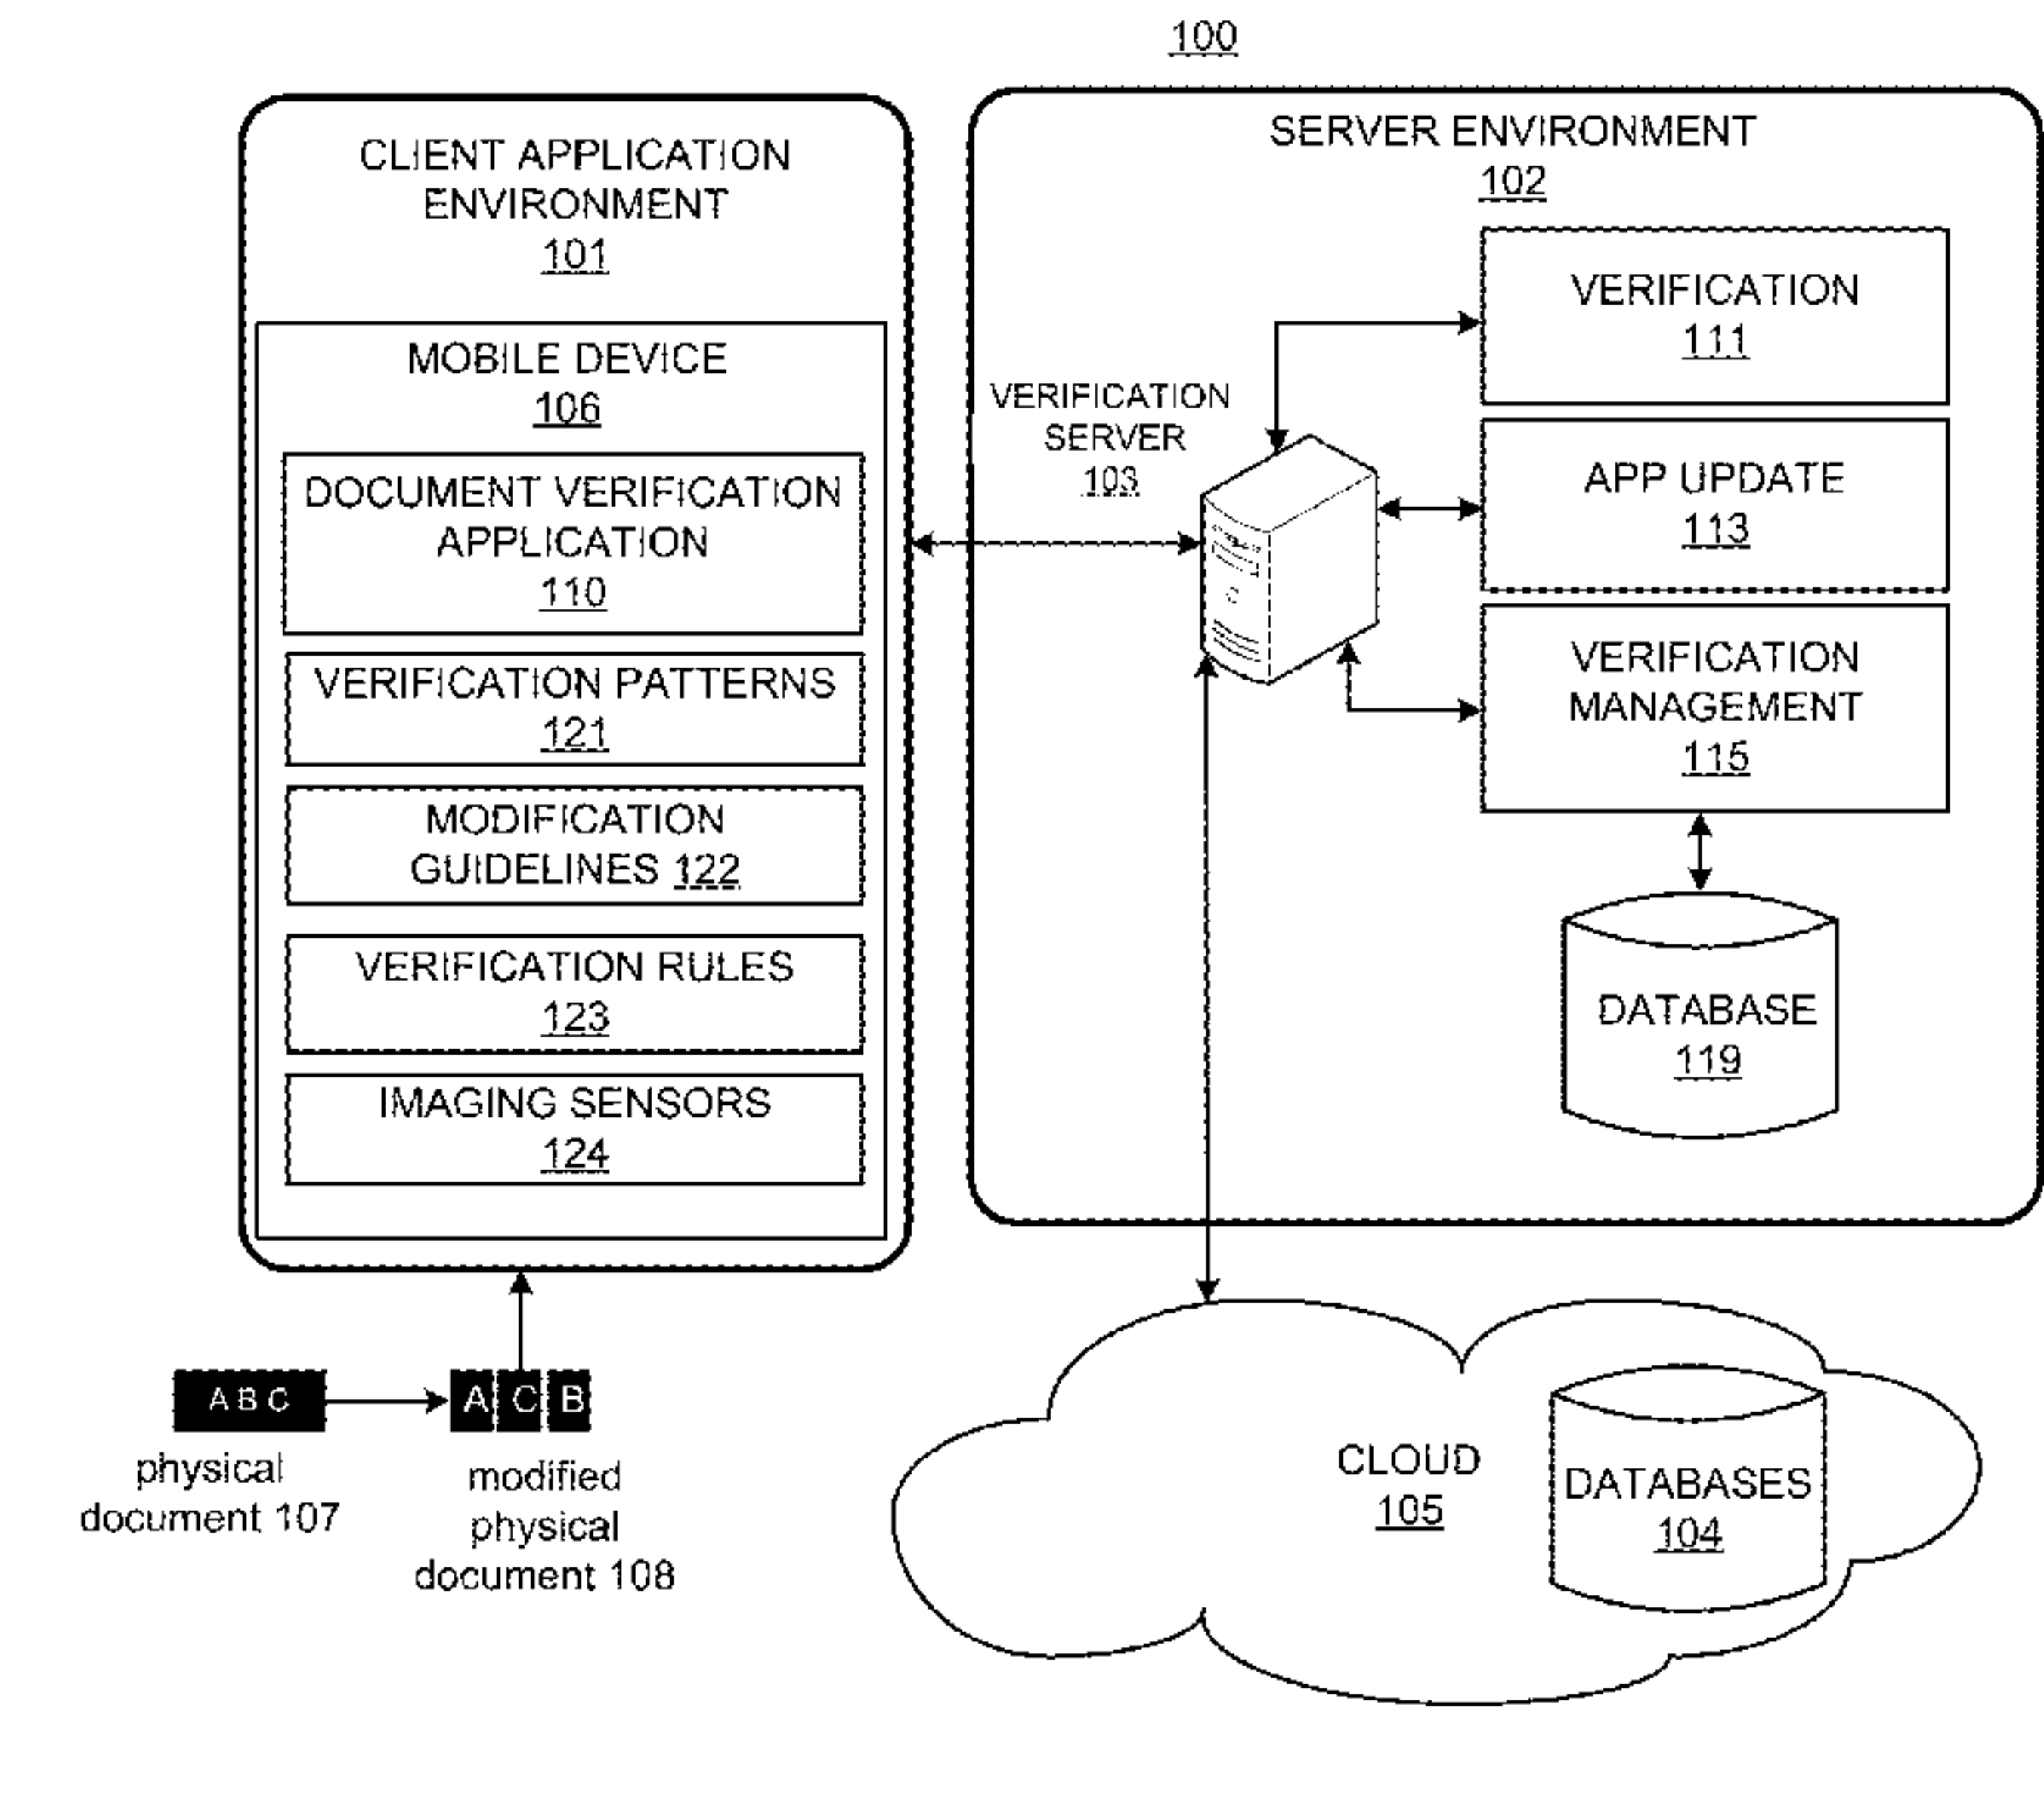 100
CLIENT APPLICATION
ENVIRONMENT
101
MOBILE DEVICE
106
DOCUMENT VERIFICATION
APPLICATION
110
VERIFICATION PATTERNS
121
MODIFICATION
GUIDELINES 122
VERIFICATION RULES
123
IMAGING SENSORS
124
SERVER ENVIRONMENT
102
VERIFICATION
SERVER
103
VERIFICATION
111
APP UPDATE
113
VERIFICATION
MANAGEMENT
115
DATABASE
119
A B C
physical
document 107
A C B
modified
physical
document 108
CLOUD
105
DATABASES
104